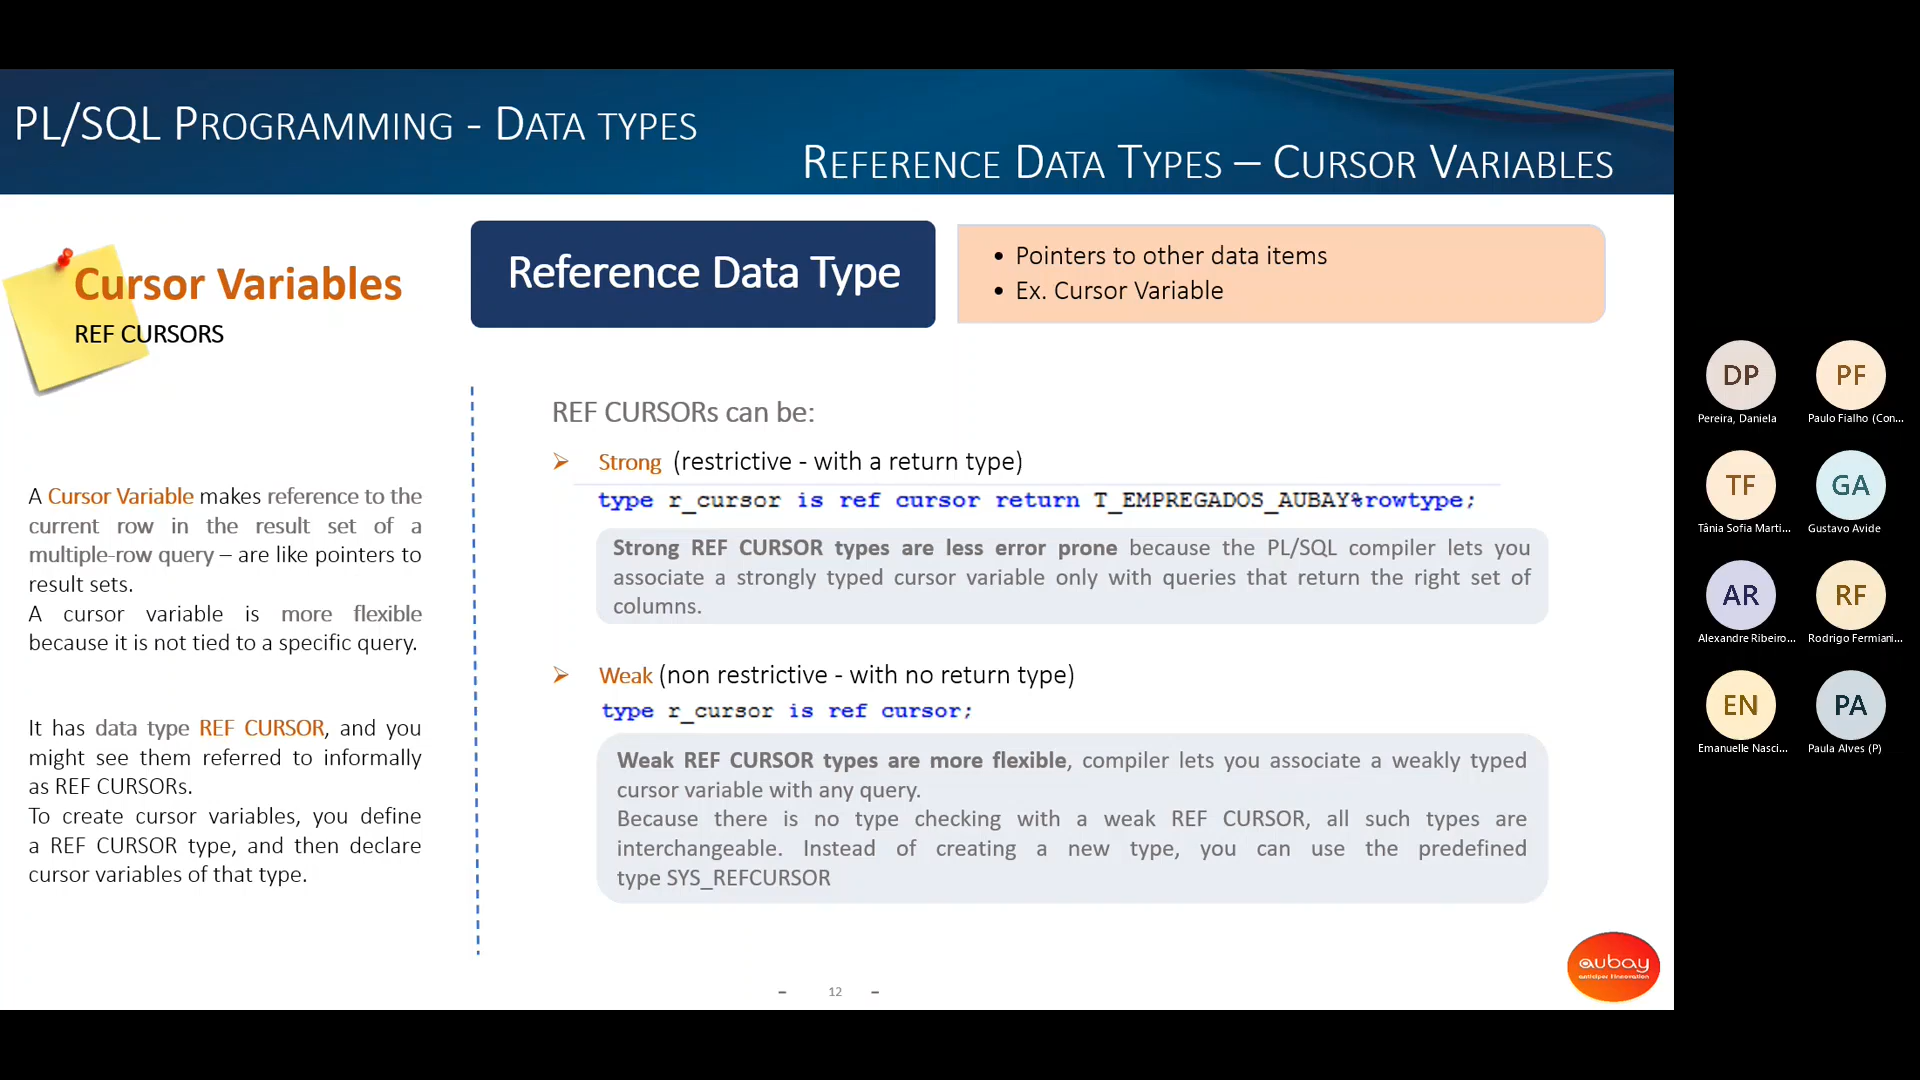 PL/SQL PROGRAMMING - DATA TYPES
REFERENCE DATA TYPES – CURSOR VARIABLES
Cursor Variables
REF CURSORS
Reference Data Type
• Pointers to other data items
• Ex. Cursor Variable
A Cursor Variable makes reference to the
current row in the result set of a
multiple-row query – are like pointers to
result sets.
A cursor variable is more flexible
because it is not tied to a specific query.
It has data type REF CURSOR, and you
might see them referred to informally
as REF CURSORs.
To create cursor variables, you define
a REF CURSOR type, and then declare
cursor variables of that type.
REF CURSORs can be:
➢ Strong (restrictive - with a return type)
type r_cursor is ref cursor return T_EMPREGADOS_AUBAY%rowtype;
Strong REF CURSOR types are less error prone because the PL/SQL compiler lets you
associate a strongly typed cursor variable only with queries that return the right set of
columns.
➢ Weak (non restrictive - with no return type)
type r_cursor is ref cursor;
Weak REF CURSOR types are more flexible, compiler lets you associate a weakly typed
cursor variable with any query.
Because there is no type checking with a weak REF CURSOR, all such types are
interchangeable. Instead of creating a new type, you can use the predefined
type SYS_REFCURSOR
– 12 –
aubay
anticiper l'innovation
DP PF
Pereira, Daniela Paulo Fialho (Con...
TF GA
Tânia Sofia Marti... Gustavo Avide
AR RF
Alexandre Ribeiro... Rodrigo Fermiani...
EN PA
Emanuelle Nasci... Paula Alves (P)